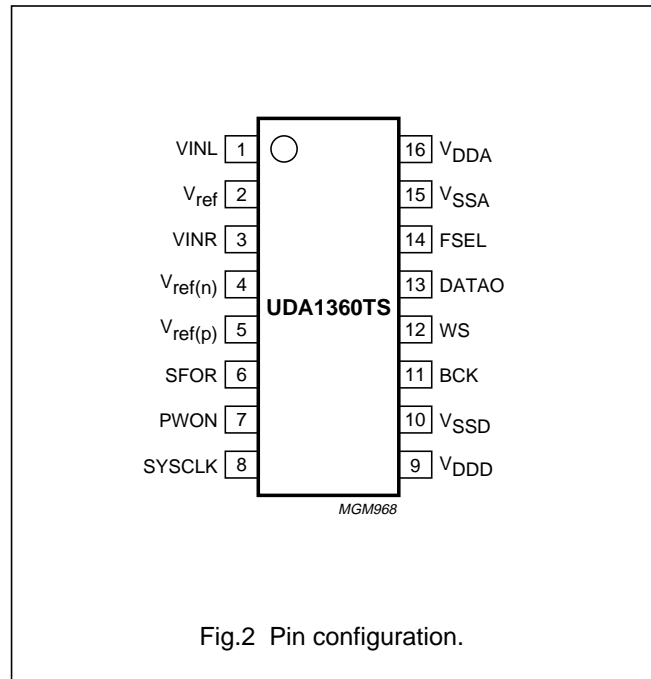 VINL 1 16 VDDA
Vref 2 15 VSSA
VINR 3 14 FSEL
Vref(n) 4 13 DATAO
UDA1360TS
Vref(p) 5 12 WS
SFOR 6 11 BCK
PWON 7 10 VSSD
SYSCLK 8 9 VDDD
MGM968
Fig.2 Pin configuration.